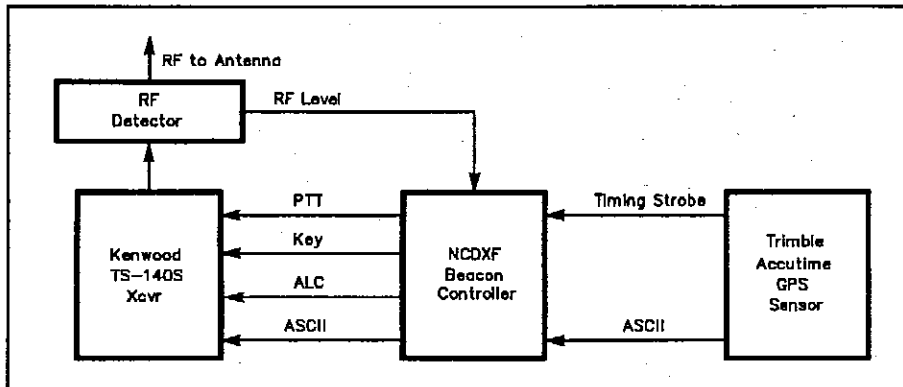 RF to Antenna
RF
Detector
RF Level
Kenwood
TS-140S
Xcvr
PTT
Key
ALC
ASCII
NCDXF
Beacon
Controller
Timing Strobe
ASCII
Trimble
Accutime
GPS
Sensor